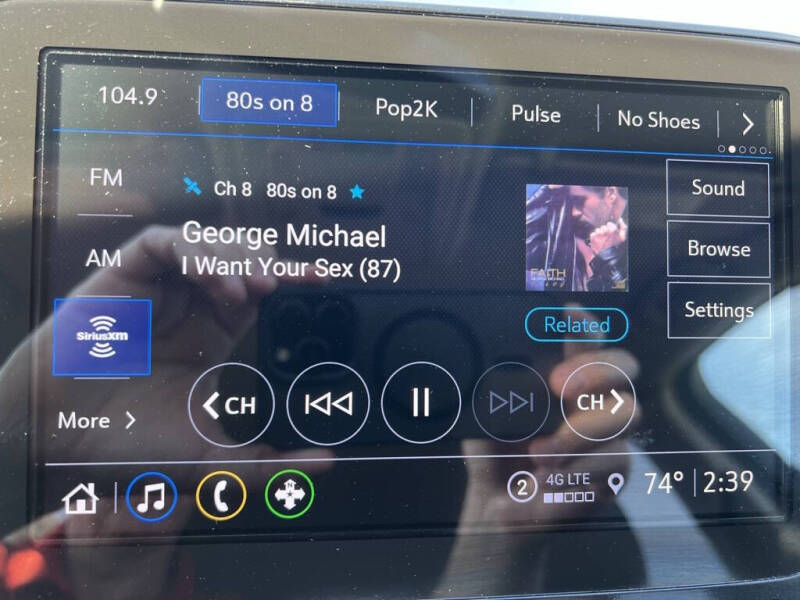 104.9
80s on 8
Pop2K
Pulse
No Shoes
FM
AM
SiriusXM
More
Ch 8 80s on 8
George Michael
I Want Your Sex (87)
FAITH
Related
Sound
Browse
Settings
CH
CH
N
2
4G LTE
74°
2:39